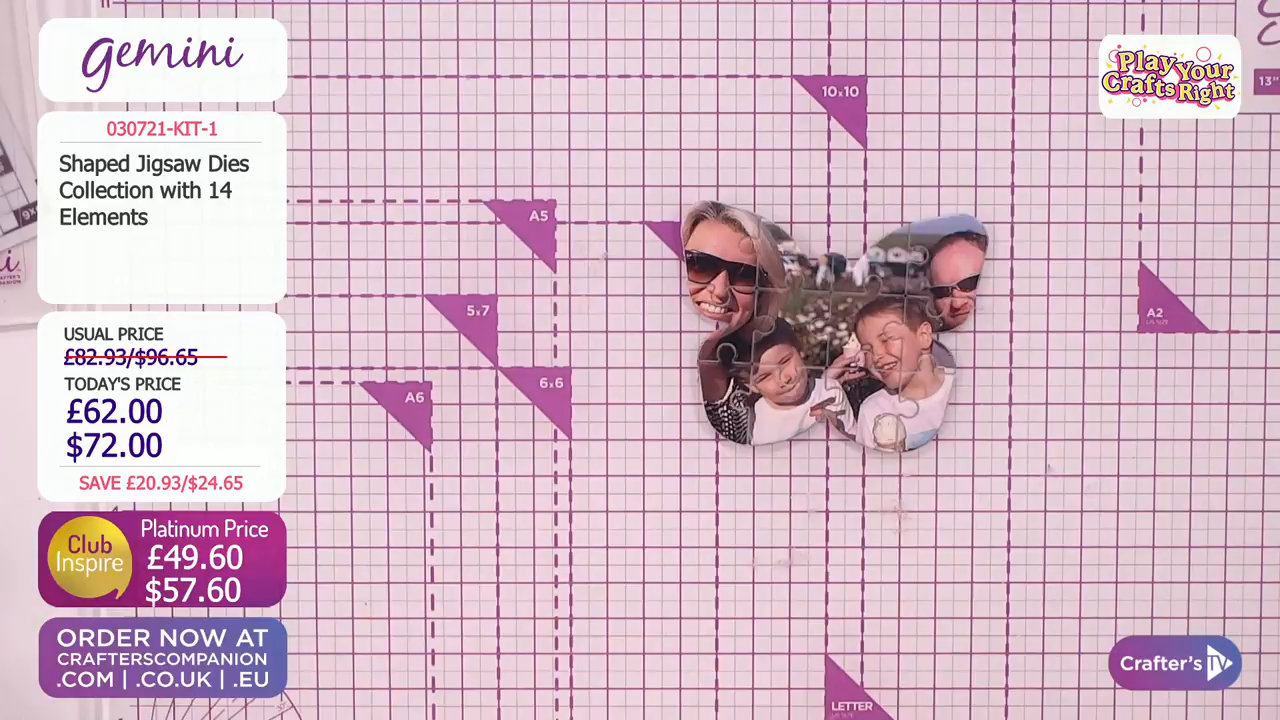 gemini
030721-KIT-1
Shaped Jigsaw Dies
Collection with 14
Elements
USUAL PRICE
£82.93/$96.65
TODAY'S PRICE
£62.00
$72.00
SAVE £20.93/$24.65
Club
Inspire
Platinum Price
£49.60
$57.60
ORDER NOW AT
CRAFTERSCOMPANION
.COM | .CO.UK | .EU
Play Your
Crafts Right
13"
10x10
A5
5x7
6x6
A6
A2
LETTER
Crafter's TV